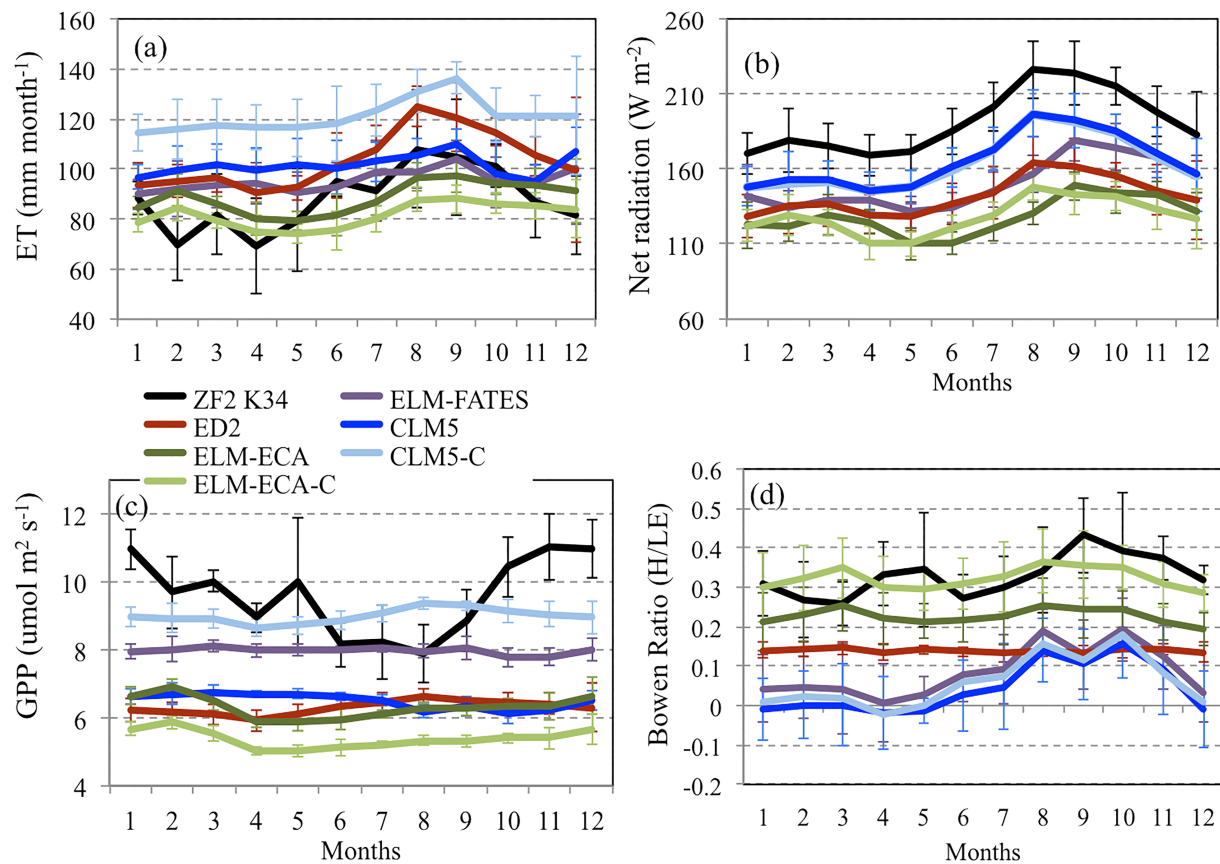 (a)
ET (mm month-1)
160
140
120
100
80
60
40
1 2 3 4 5 6 7 8 9 10 11 12
(b)
Net radiation (W m-2)
260
210
160
110
60
1 2 3 4 5 6 7 8 9 10 11 12
Months
ZF2 K34
ED2
ELM-ECA
ELM-ECA-C
ELM-FATES
CLM5
CLM5-C
(c)
GPP (umol m2 s-1)
12
10
8
6
4
1 2 3 4 5 6 7 8 9 10 11 12
Months
(d)
Bowen Ratio (H/LE)
0.6
0.5
0.4
0.3
0.2
0.1
0
-0.1
-0.2
1 2 3 4 5 6 7 8 9 10 11 12
Months